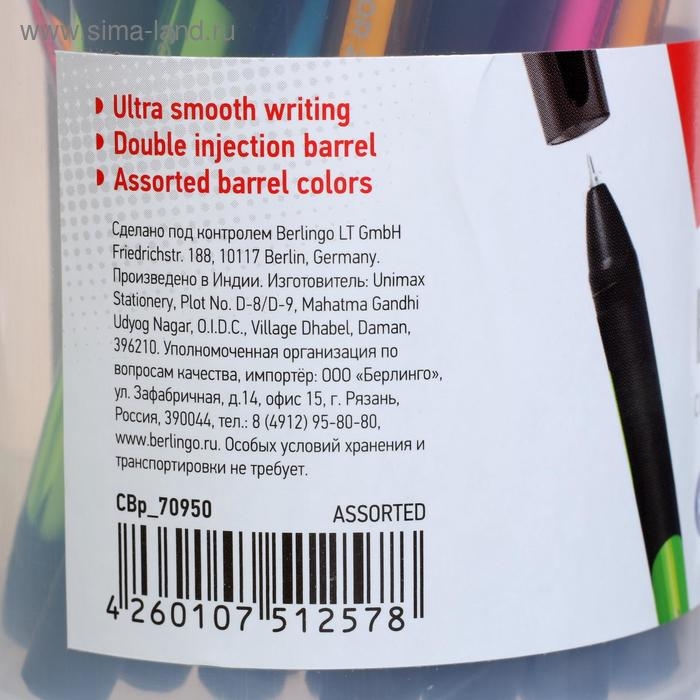 www.sima-land.ru
Ultra smooth writing
Double injection barrel
Assorted barrel colors
Сделано под контролем Berlingo LT GmbH
Friedrichstr. 188, 10117 Berlin, Germany.
Произведено в Индии. Изготовитель: Unimax
Stationery, Plot No. D-8/D-9, Mahatma Gandhi
Udyog Nagar, O.I.D.C., Village Dhabel, Daman,
396210. Уполномоченная организация по
вопросам качества, импортёр: ООО «Берлинго»,
ул. Зафабричная, д.14, офис 15, г. Рязань,
Россия, 390044, тел.: 8 (4912) 95-80-80,
www.berlingo.ru. Особых условий хранения и
транспортировки не требует.
CBp_70950 ASSORTED
4 260107 512578